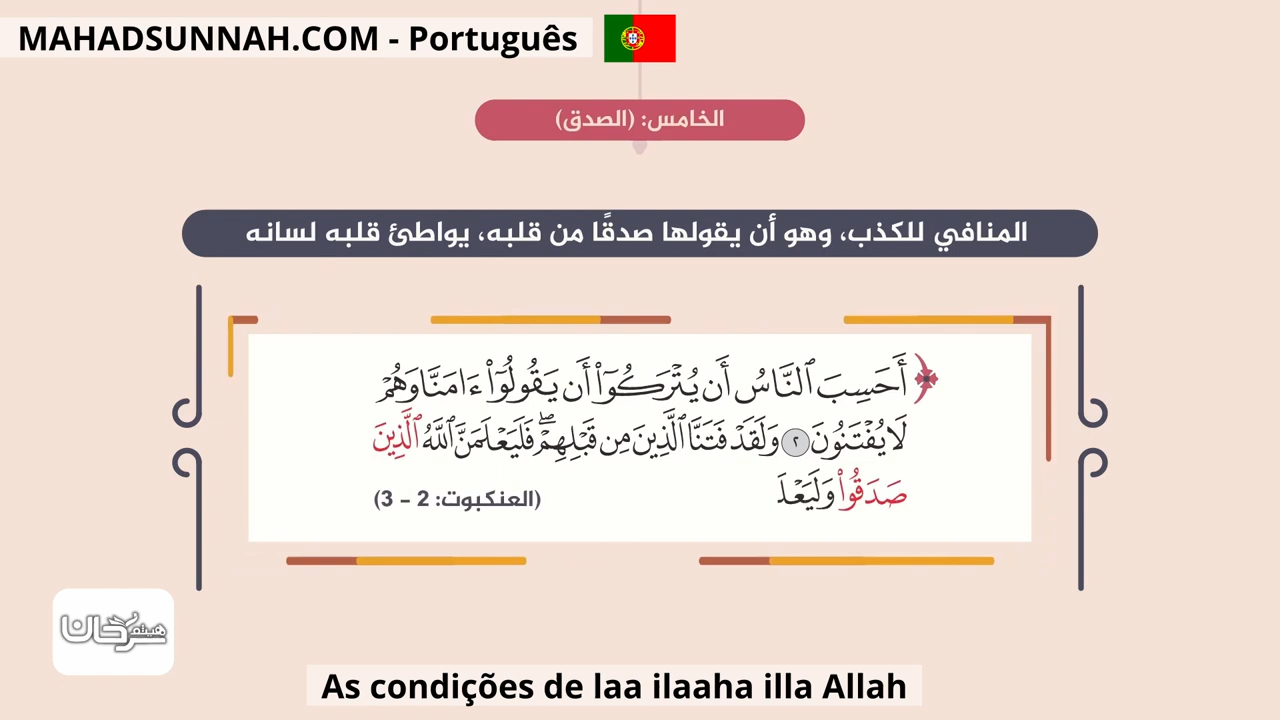 MAHADSUNNAH.COM - Português
الخامس: (الصدق)
المنافي للكذب، وهو أن يقولها صدقًا من قلبه، يواطئ قلبه لسانه
أَحَسِبَ ٱلنَّاسُ أَن يُتْرَكُوٓا۟ أَن يَقُولُوٓا۟ ءَامَنَّا وَهُمْ
لَا يُفْتَنُونَ ٢ وَلَقَدْ فَتَنَّا ٱلَّذِينَ مِن قَبْلِهِمْ ۖ فَلَيَعْلَمَنَّ ٱللَّهُ ٱلَّذِينَ
صَدَقُوا۟ وَلَيَعْلَ
(العنكبوت: 2 - 3)
هيثم
سرحان
As condições de laa ilaaha illa Allah